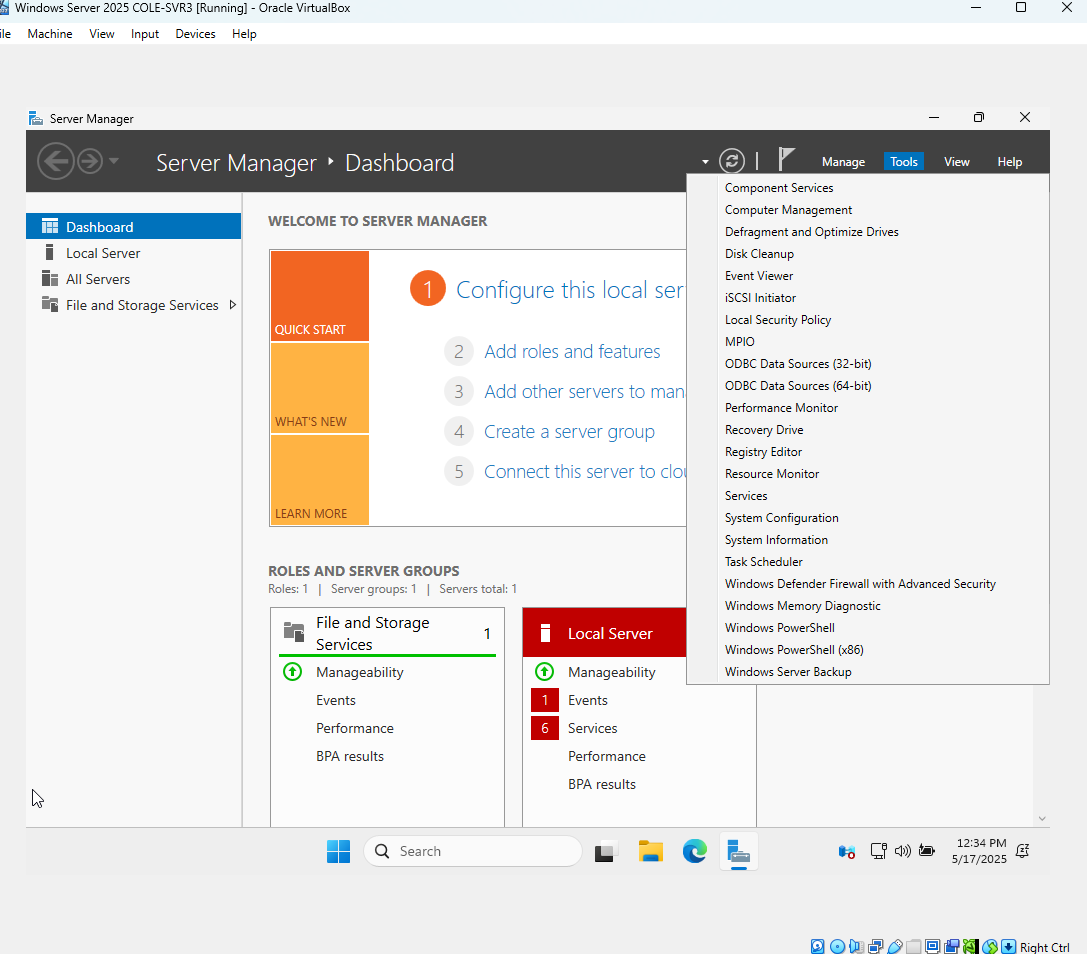 Windows Server 2025 COLE-SVR3 [Running] - Oracle VirtualBox
ile Machine View Input Devices Help
Server Manager
Server Manager Dashboard
Manage Tools View Help
Dashboard
Local Server
All Servers
File and Storage Services
WELCOME TO SERVER MANAGER
QUICK START
WHAT'S NEW
LEARN MORE
1 Configure this local ser
2 Add roles and features
3 Add other servers to man
4 Create a server group
5 Connect this server to clou
ROLES AND SERVER GROUPS
Roles: 1 | Server groups: 1 | Servers total: 1
File and Storage
Services
1
Manageability
Events
Performance
BPA results
Local Server
Manageability
1 Events
6 Services
Performance
BPA results
Component Services
Computer Management
Defragment and Optimize Drives
Disk Cleanup
Event Viewer
iSCSI Initiator
Local Security Policy
MPIO
ODBC Data Sources (32-bit)
ODBC Data Sources (64-bit)
Performance Monitor
Recovery Drive
Registry Editor
Resource Monitor
Services
System Configuration
System Information
Task Scheduler
Windows Defender Firewall with Advanced Security
Windows Memory Diagnostic
Windows PowerShell
Windows PowerShell (x86)
Windows Server Backup
Search
12:34 PM
5/17/2025
Right Ctrl